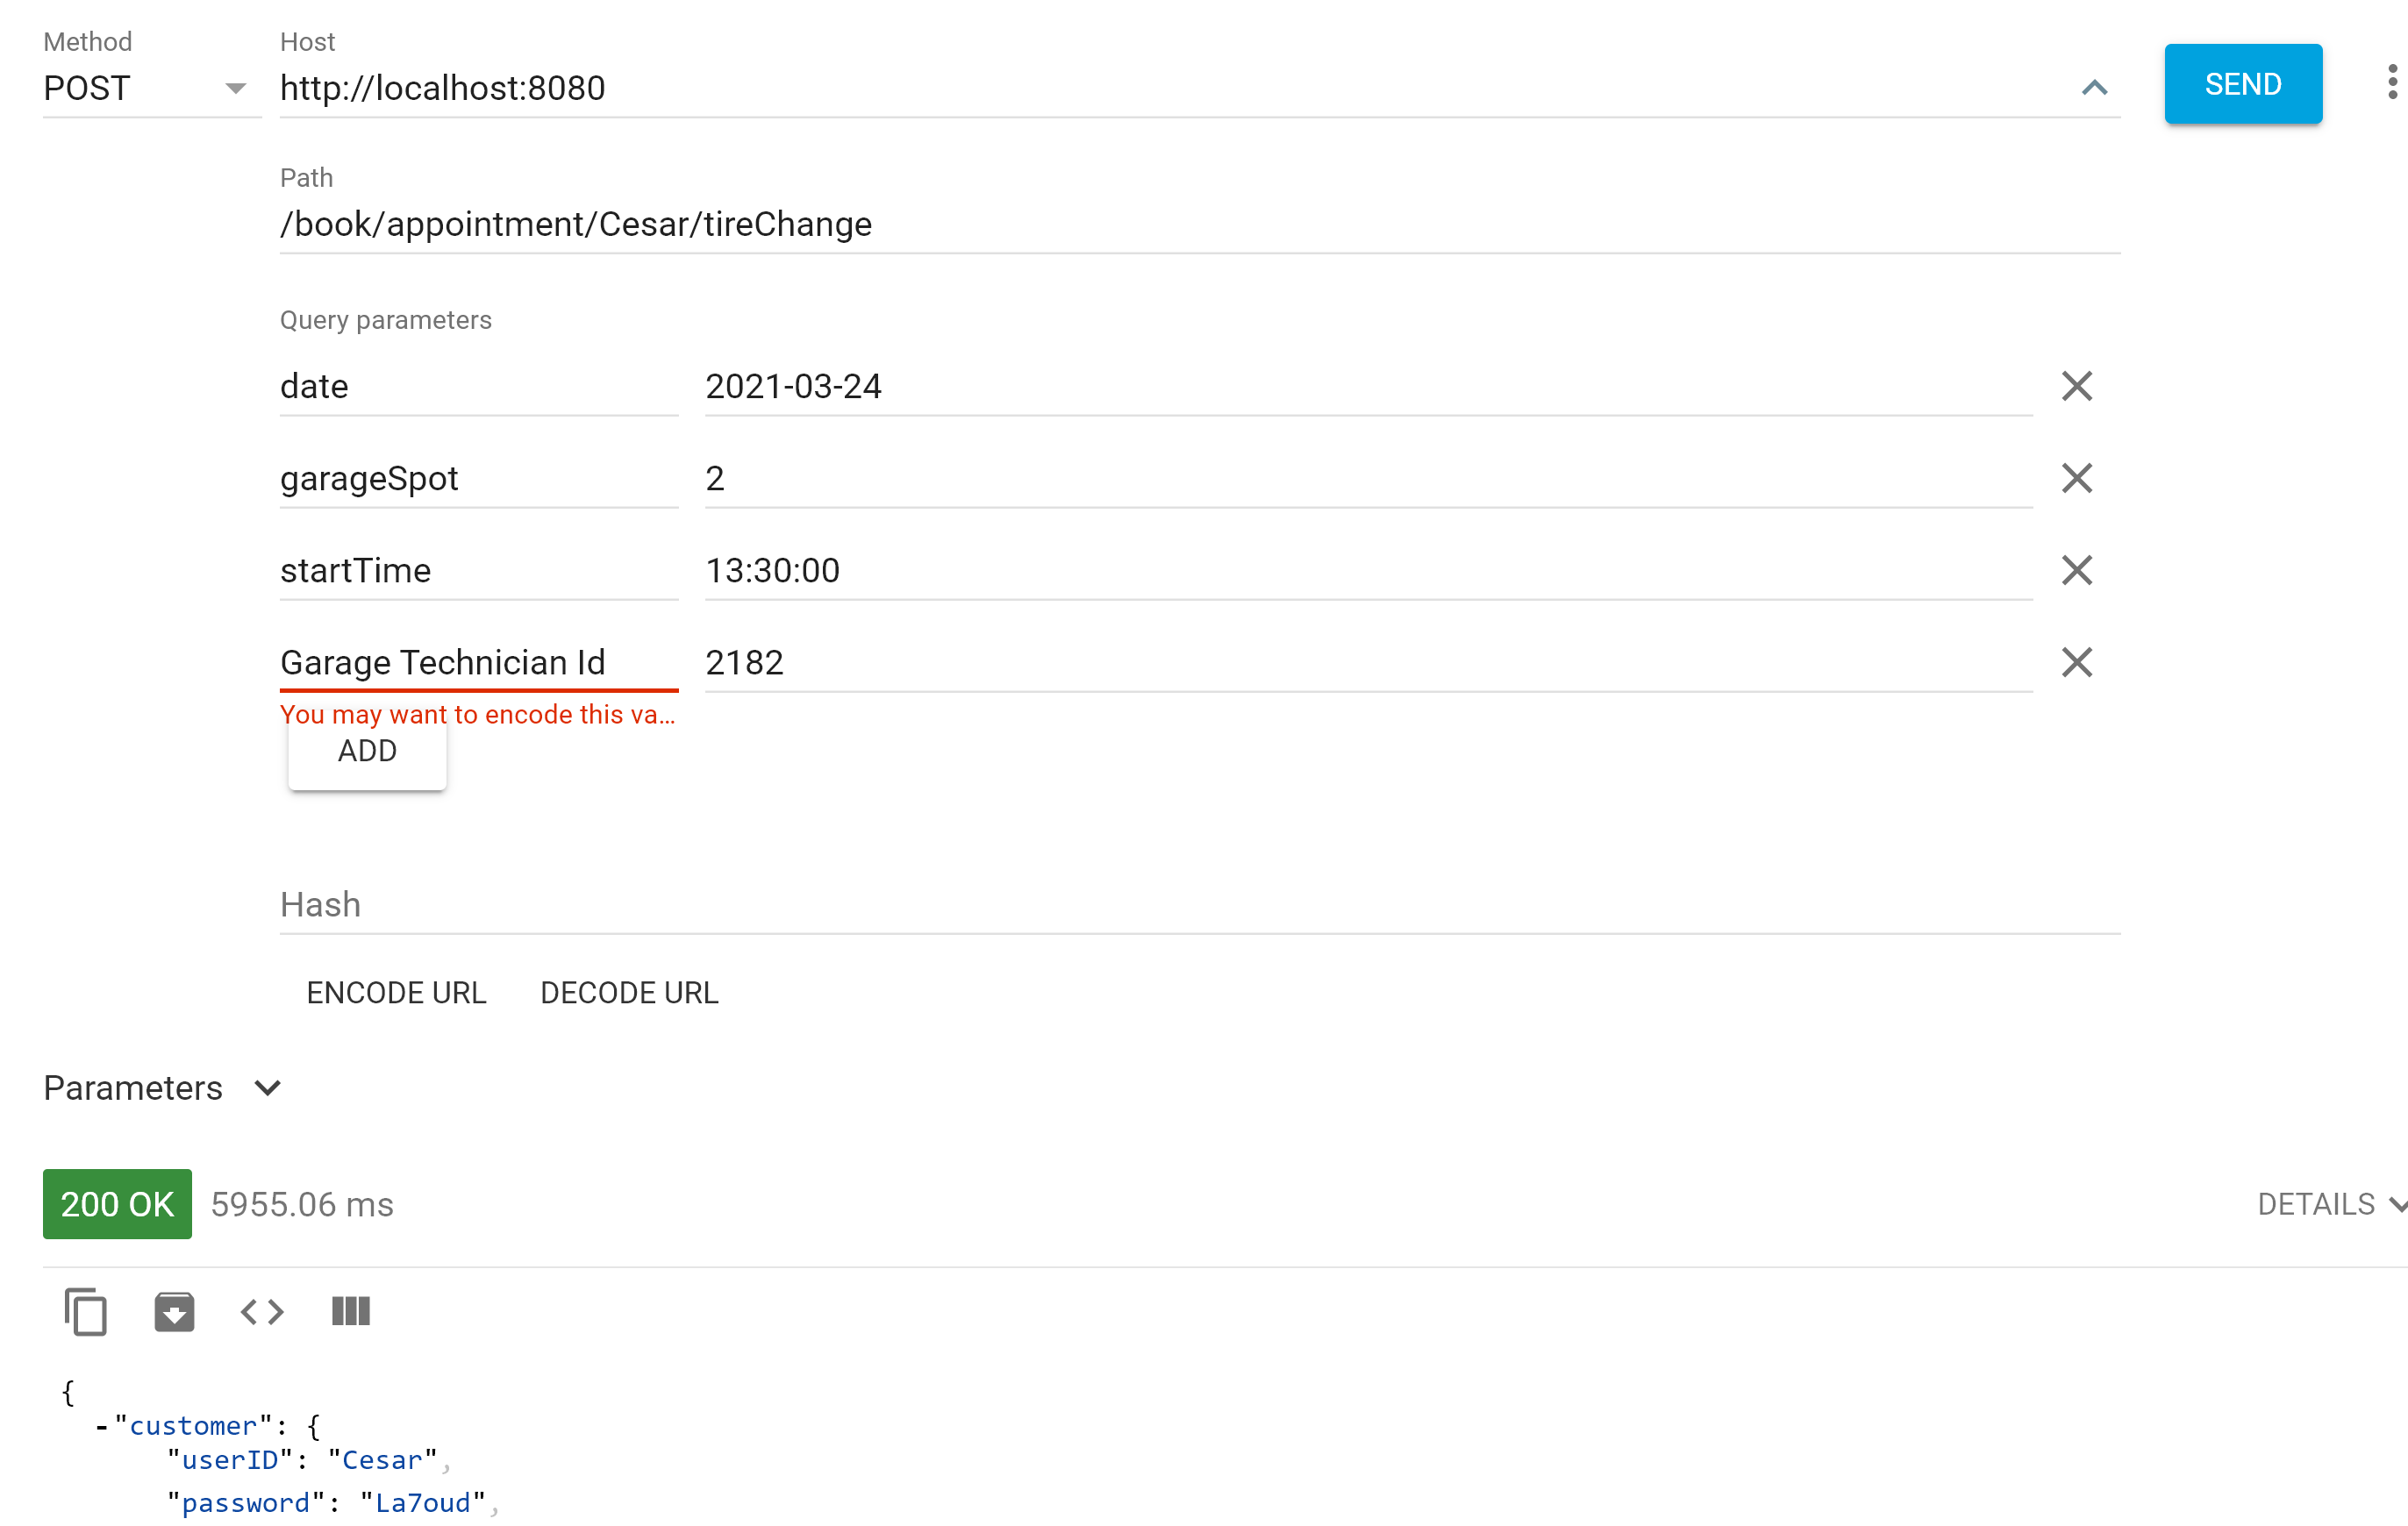 Method
Host
POST
http://localhost:8080
SEND
Path
/book/appointment/Cesar/tireChange
Query parameters
date
2021-03-24
garageSpot
2
startTime
13:30:00
Garage Technician Id
2182
You may want to encode this va...
ADD
Hash
ENCODE URL DECODE URL
Parameters
200 OK 5955.06 ms
DETAILS
{
-"customer": {
"userID": "Cesar",
"password": "La7oud",